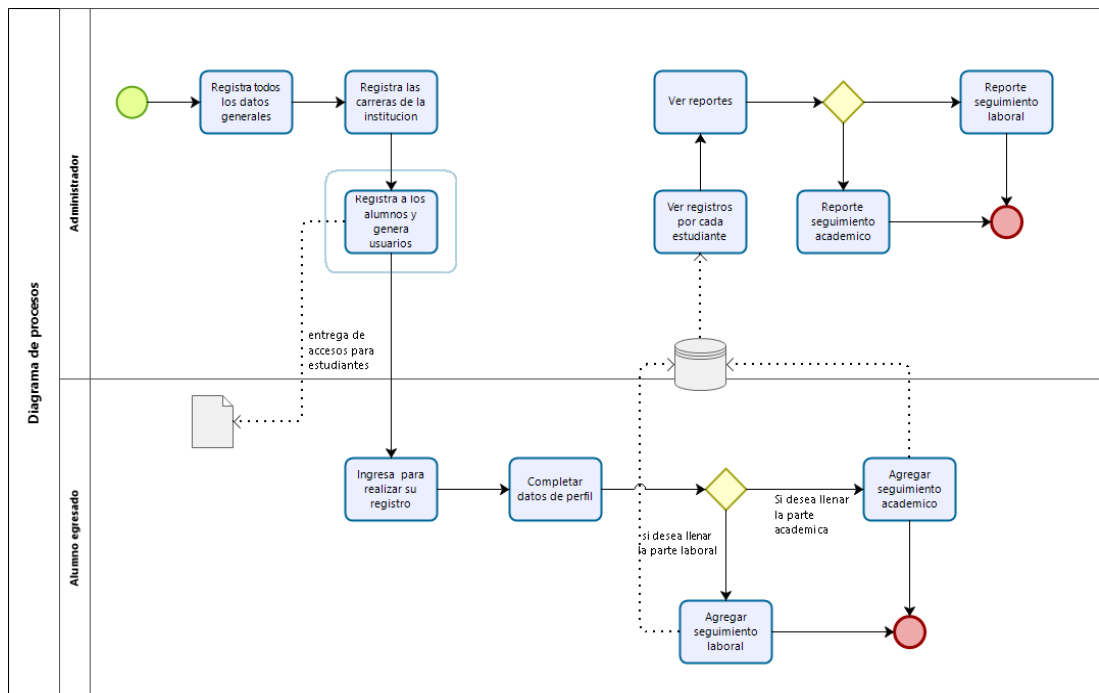 Diagrama de procesos
Administrador
Registra todos
los datos
generales
Registra las
carreras de la
institucion
Ver reportes
Reporte
seguimiento
laboral
Registra a los
alumnos y
genera
usuarios
Ver registros
por cada
estudiante
Reporte
seguimiento
academico
entrega de
accesos para
estudiantes
Alumno egresado
Ingresa para
realizar su
registro
Completar
datos de perfil
Si desea llenar
la parte
academica
Agregar
seguimiento
academico
si desea llenar
la parte laboral
Agregar
seguimiento
laboral